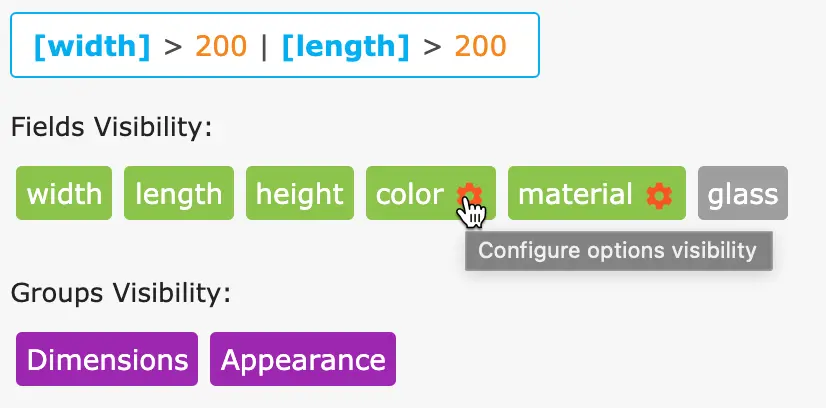 [width] > 200 | [length] > 200
Fields Visibility:
width length height color material glass
Configure options visibility
Groups Visibility:
Dimensions Appearance